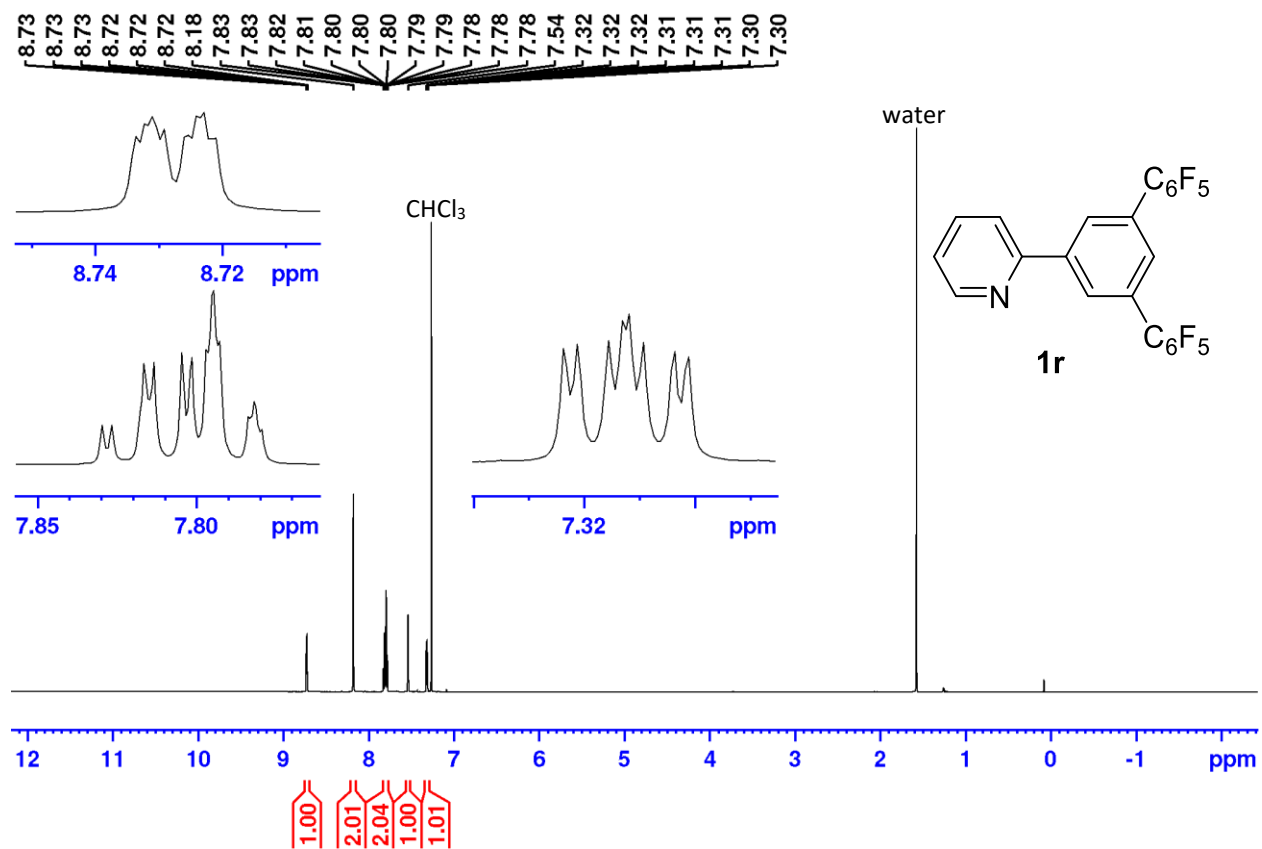 8.73 8.73 8.73 8.72 8.72 8.72 8.18 7.83 7.83 7.82 7.81 7.80 7.80 7.80 7.79 7.79 7.78 7.78 7.78 7.54 7.32 7.32 7.32 7.31 7.31 7.31 7.30 7.30
water
C6F5
CHCl3
8.74 8.72 ppm
N
C6F5
1r
7.85 7.80 ppm
7.32 ppm
12 11 10 9 8 7 6 5 4 3 2 1 0 -1 ppm
1.00 2.01 2.04 1.00 1.01